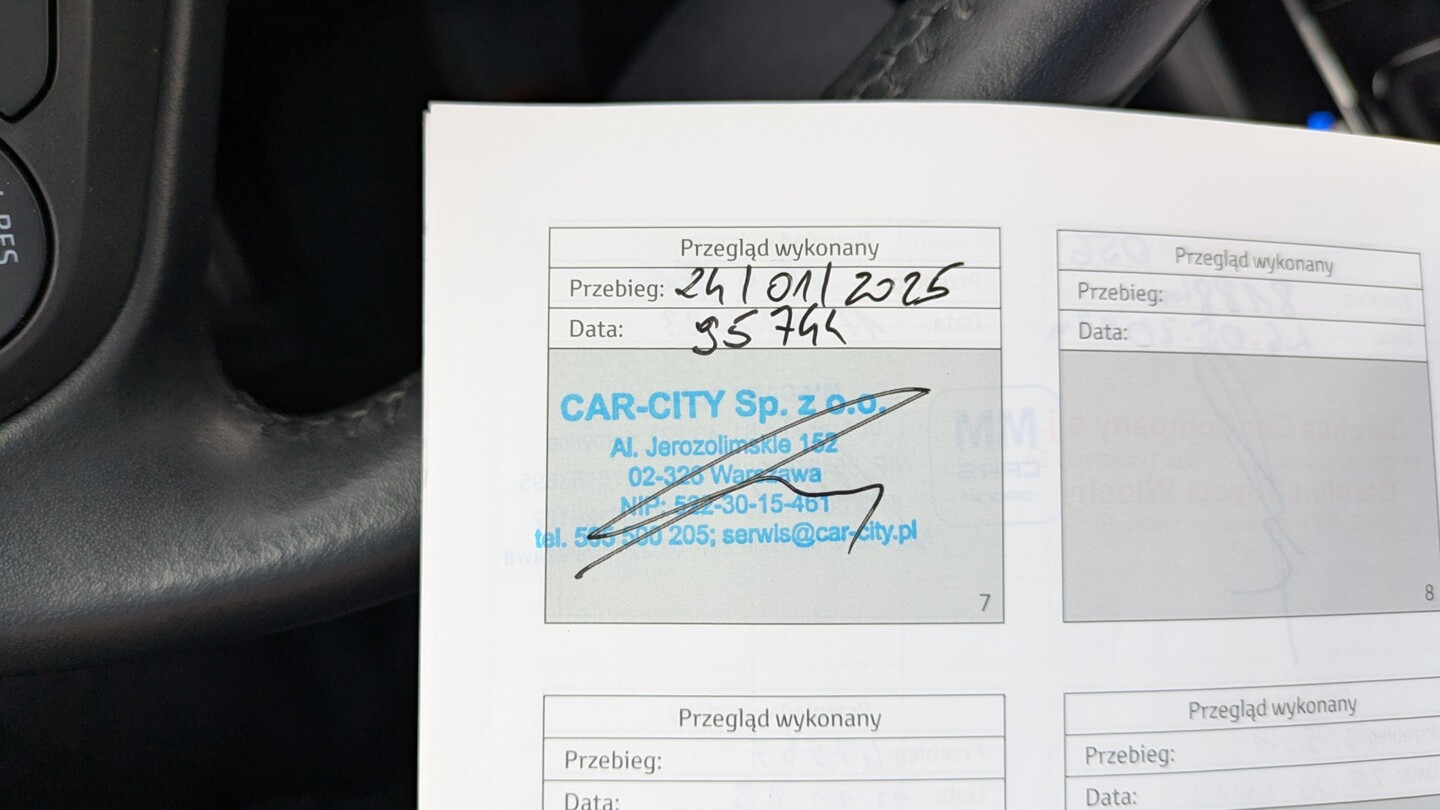 RES
Przegląd wykonany
Przebieg: 24/01/2025
Data: 95 744
CAR-CITY Sp. z o.o.
Al. Jerozolimskie 152
02-326 Warszawa
NIP: 522-30-15-461
tel. 500 205; serwis@car-city.pl
7
Przegląd wykonany
Przebieg:
Data:
8
Przegląd wykonany
Przebieg:
Data:
Przegląd wykonany
Przebieg:
Data: